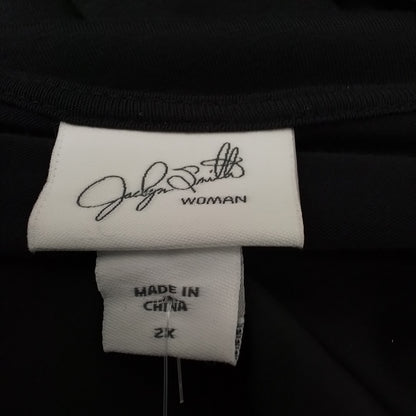 Jaclyn Smith
WOMAN
MADE IN
CHINA
2X